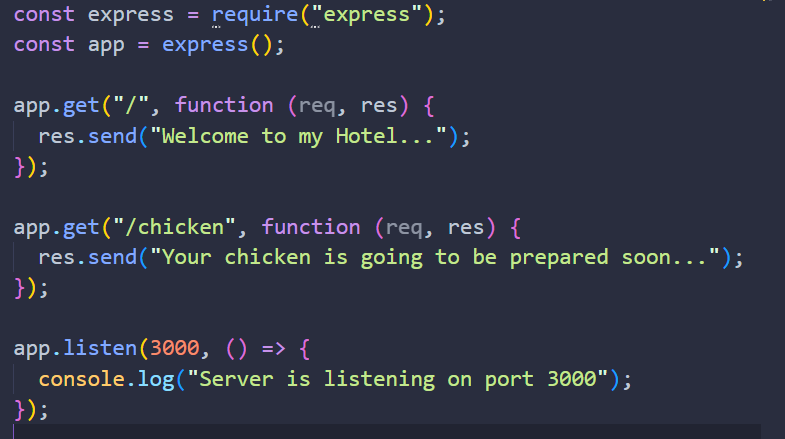 const express = require("express");
const app = express();
app.get("/", function (req, res) {
res.send("Welcome to my Hotel...");
});
app.get("/chicken", function (req, res) {
res.send("Your chicken is going to be prepared soon...");
});
app.listen(3000, () => {
console.log("Server is listening on port 3000");
});